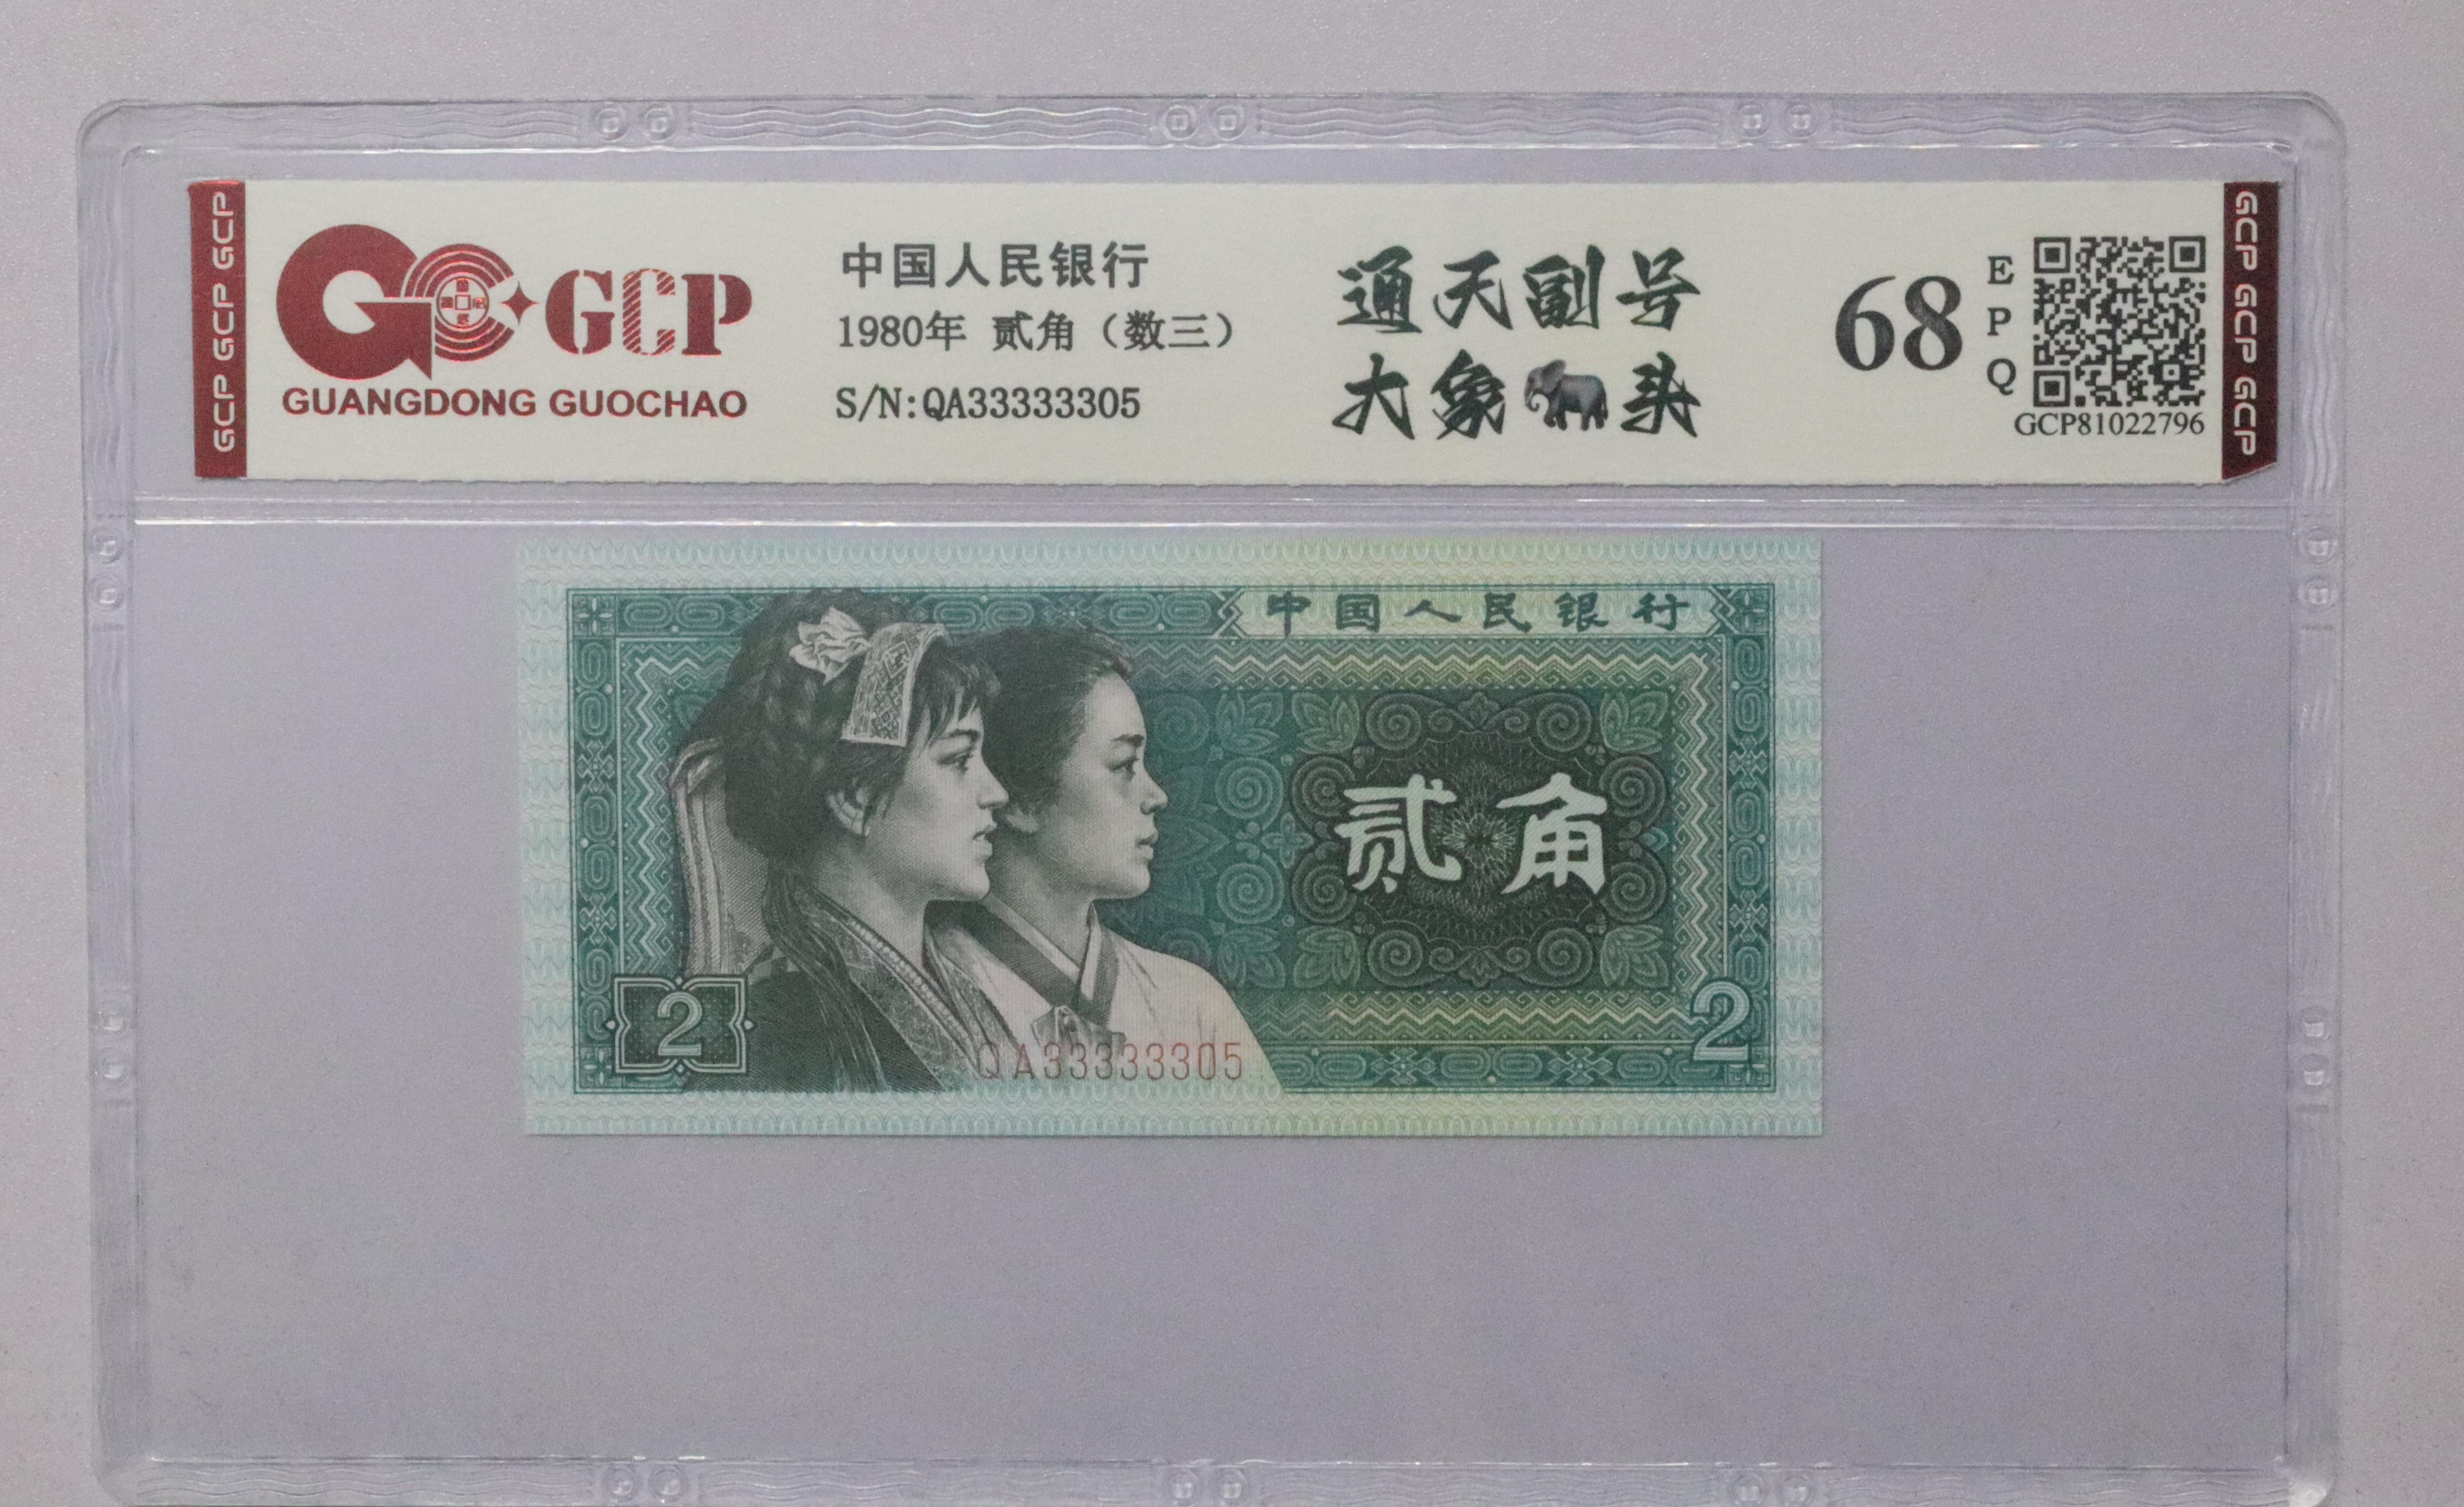 GCP GCP GCP
GCP
GUANGDONG GUOCHAO
中国人民银行
1980年 贰角（数三）
S/N:QA33333305
通天副号
大象🐘头
68
E
P
Q
GCP81022796
GCP GCP GCP
中国人民银行
贰角
2
2
QA33333305